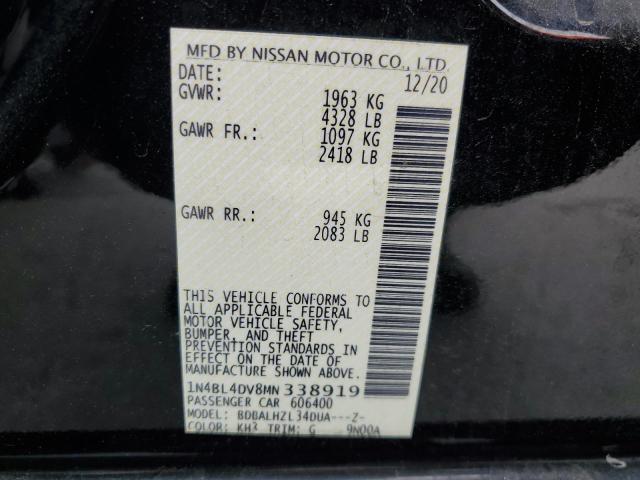 MFD BY NISSAN MOTOR CO., LTD.
DATE: 12/20
GVWR: 1963 KG
4328 LB
GAWR FR.: 1097 KG
2418 LB
GAWR RR.: 945 KG
2083 LB
THIS VEHICLE CONFORMS TO
ALL APPLICABLE FEDERAL
MOTOR VEHICLE SAFETY,
BUMPER, AND THEFT
PREVENTION STANDARDS IN
EFFECT ON THE DATE OF
MANUFACTURE SHOWN ABOVE.
1N4BL4DV8MN338919
PASSENGER CAR 606400
MODEL: BDBALHZL34DUA---Z-
COLOR: KH3 TRIM: G 9N00A